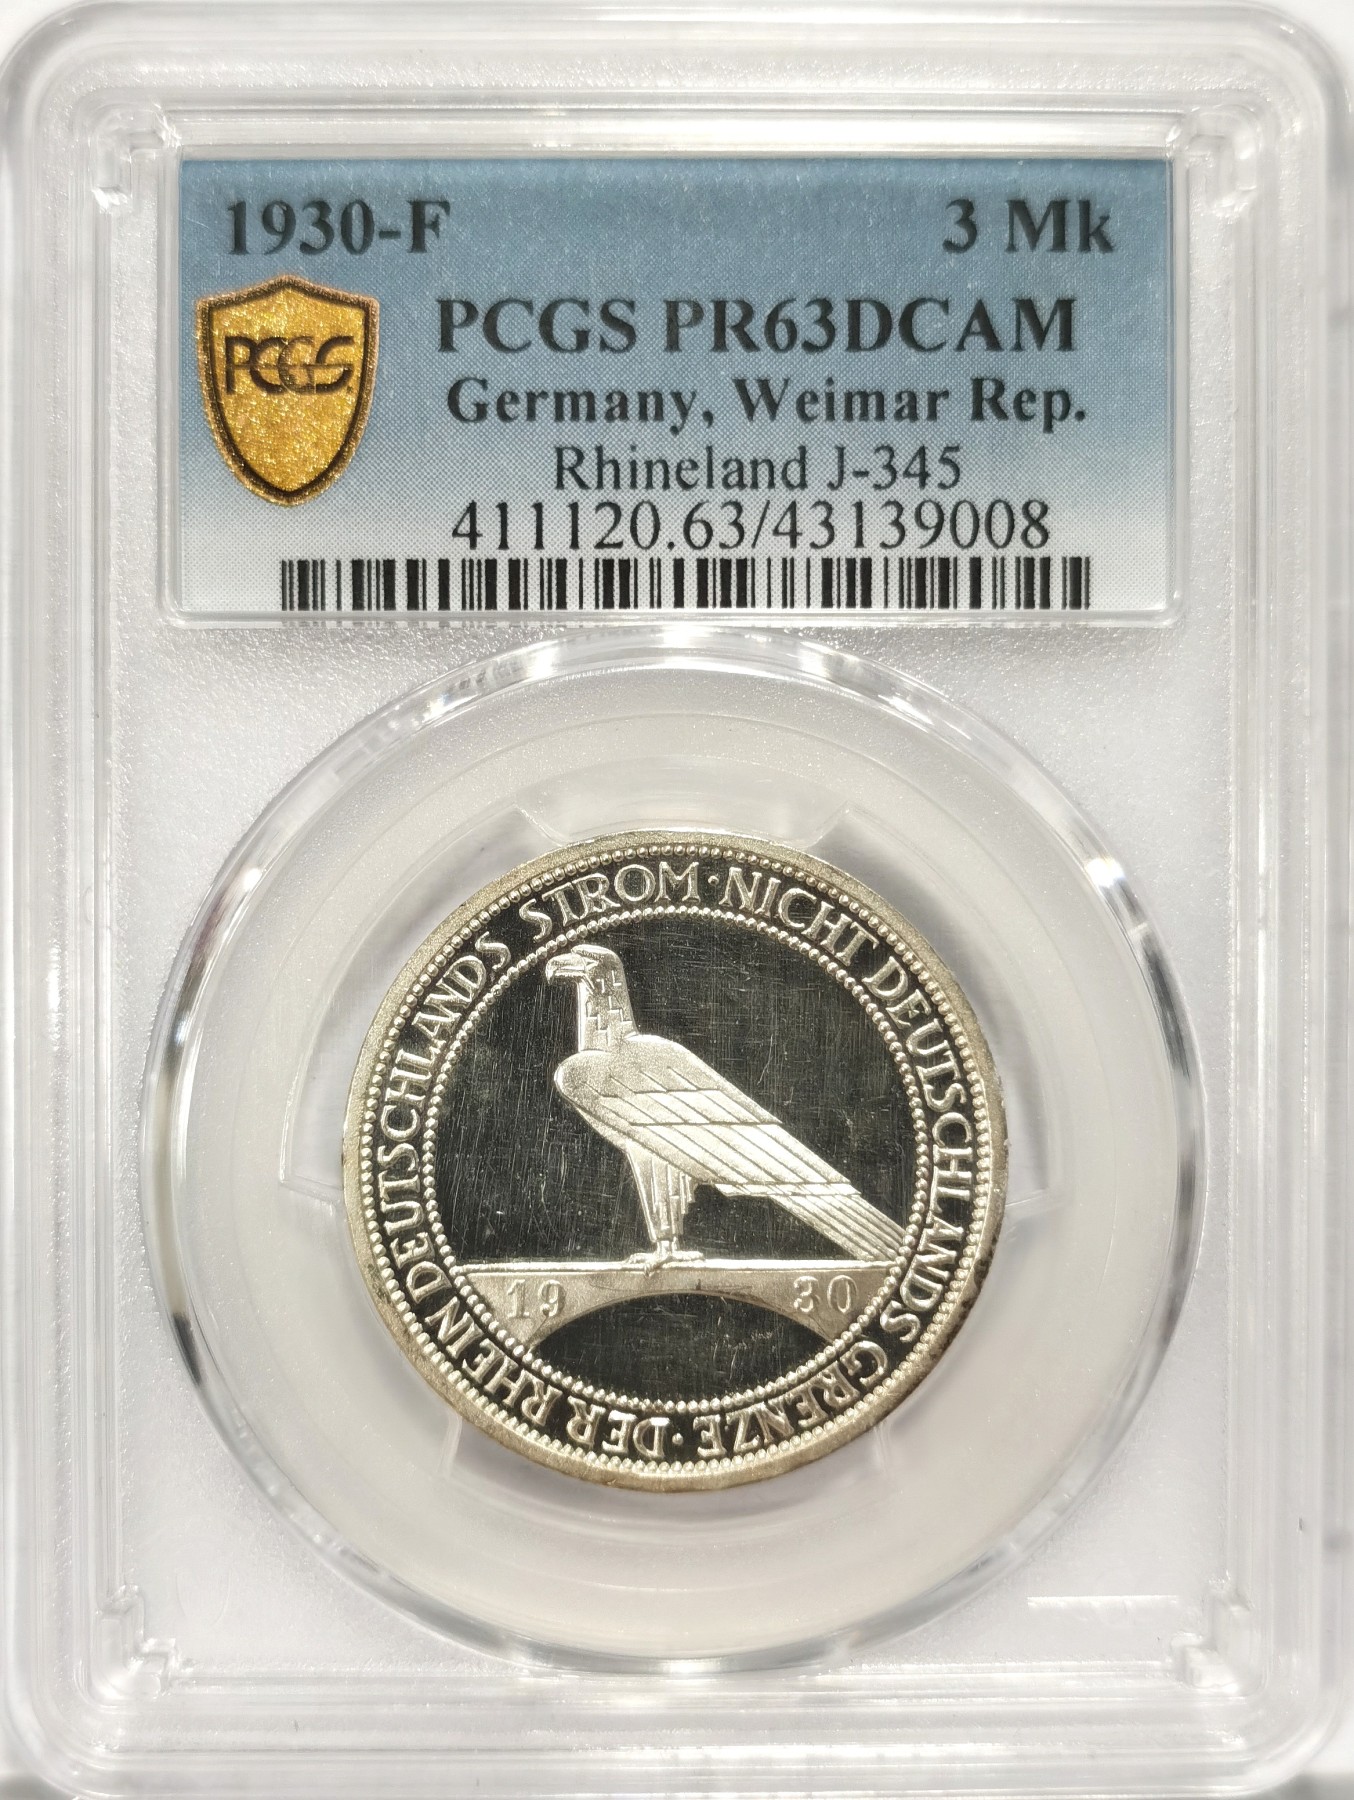 1930-F 3 Mk
PCGS
PCGS PR63DCAM
Germany, Weimar Rep.
Rhineland J-345
411120.63/43139008
DER RHEIN DEUTSCHLANDS STROM · NICHT DEUTSCHLANDS GRENZE ·
19 30